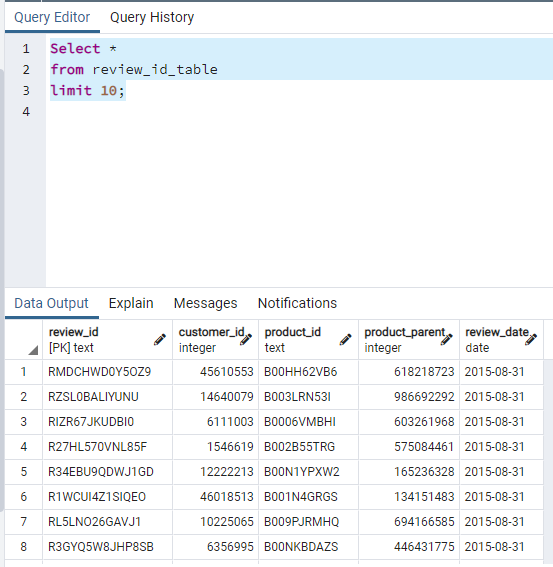 Query Editor Query History
1 Select *
2 from review_id_table
3 limit 10;
4
Data Output Explain Messages Notifications
review_id customer_id product_id product_parent review_date
[PK] text integer text integer date
1 RMDCHWD0Y5OZ9 45610553 B00HH62VB6 618218723 2015-08-31
2 RZSL0BALIYUNU 14640079 B003LRN53I 986692292 2015-08-31
3 RIZR67JKUDBI0 6111003 B0006VMBHI 603261968 2015-08-31
4 R27HL570VNL85F 1546619 B002B55TRG 575084461 2015-08-31
5 R34EBU9QDWJ1GD 12222213 B00N1YPXW2 165236328 2015-08-31
6 R1WCUI4Z1SIQEO 46018513 B001N4GRGS 134151483 2015-08-31
7 RL5LNO26GAVJ1 10225065 B009PJRMHQ 694166585 2015-08-31
8 R3GYQ5W8JHP8SB 6356995 B00NKBDAZS 446431775 2015-08-31